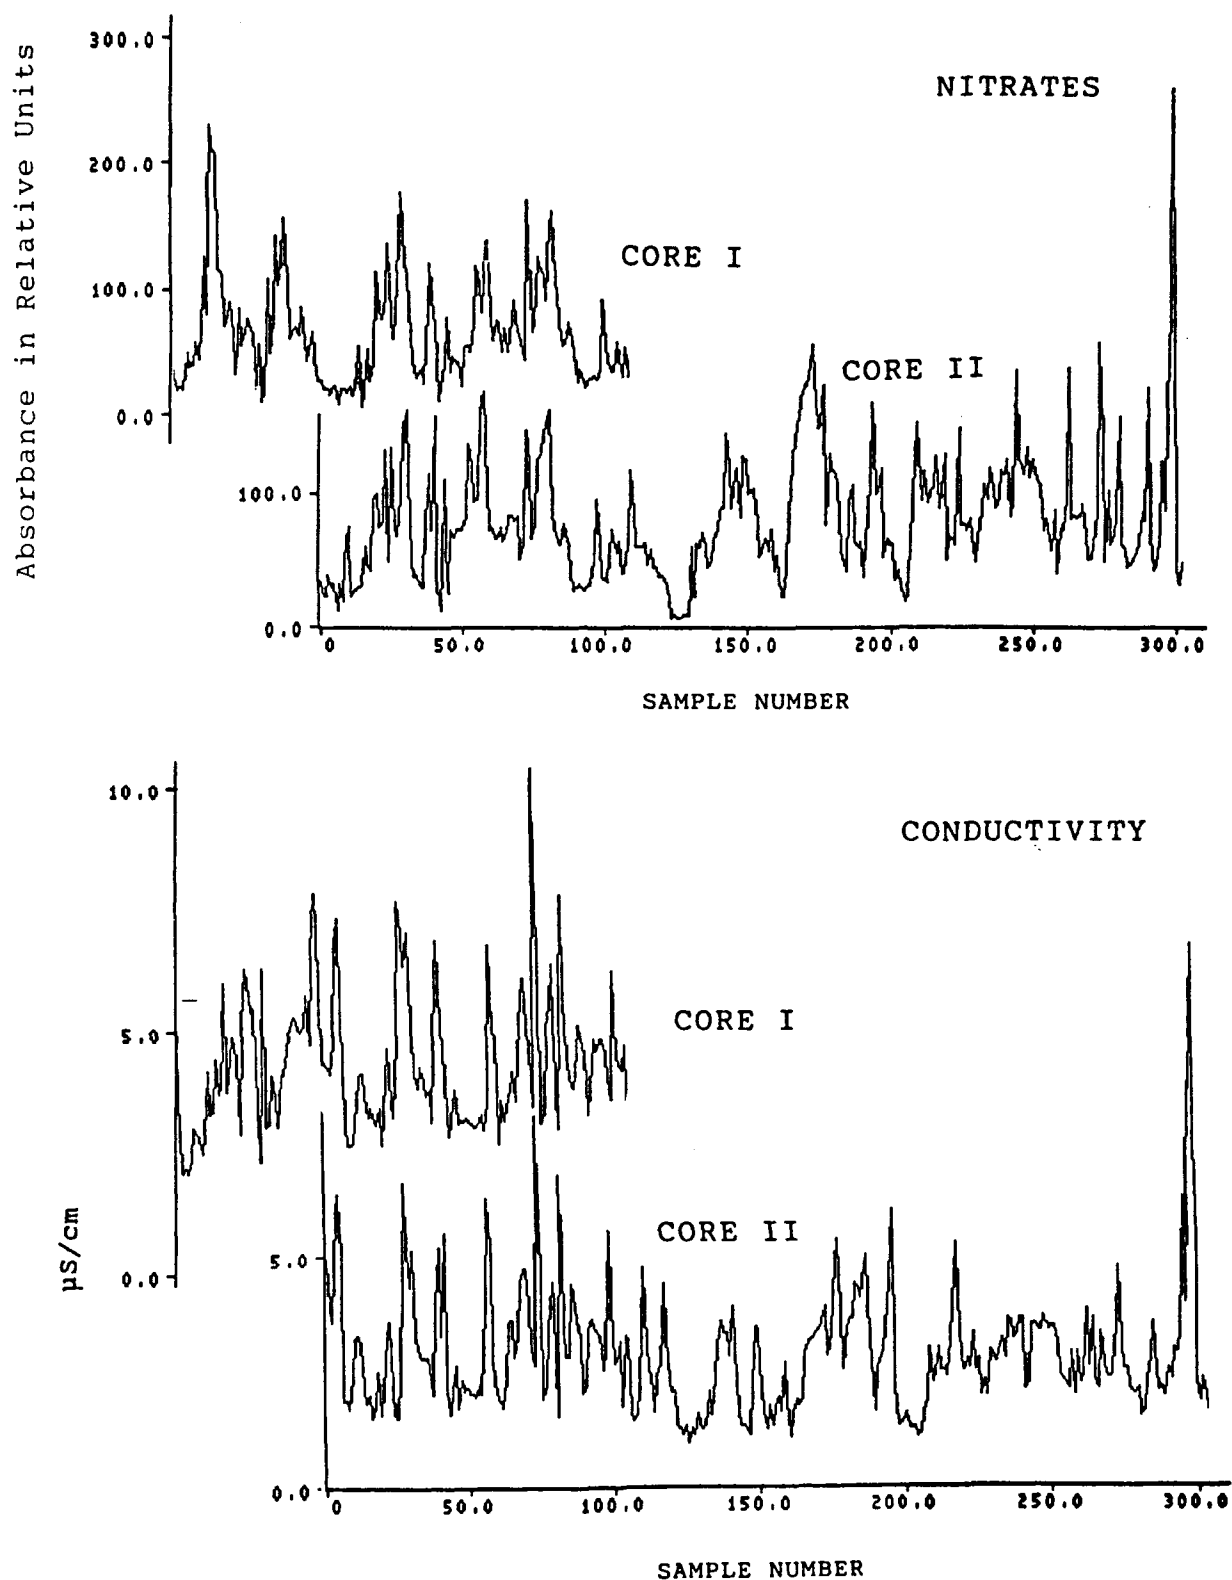 Absorbance in Relative Units
300.0
NITRATES
200.0
CORE I
100.0
CORE II
0.0
100.0
0.0
0 50.0 100.0 150.0 200.0 250.0 300.0
SAMPLE NUMBER
10.0
CONDUCTIVITY
5.0
CORE I
µS/cm
CORE II
5.0
0.0
0.0
0 50.0 100.0 150.0 200.0 250.0 300.0
SAMPLE NUMBER